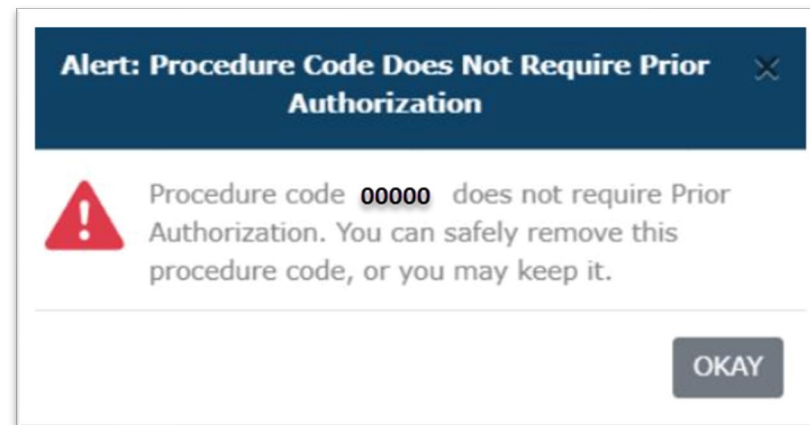 Alert: Procedure Code Does Not Require Prior
Authorization
×
Procedure code 00000 does not require Prior
Authorization. You can safely remove this
procedure code, or you may keep it.
OKAY